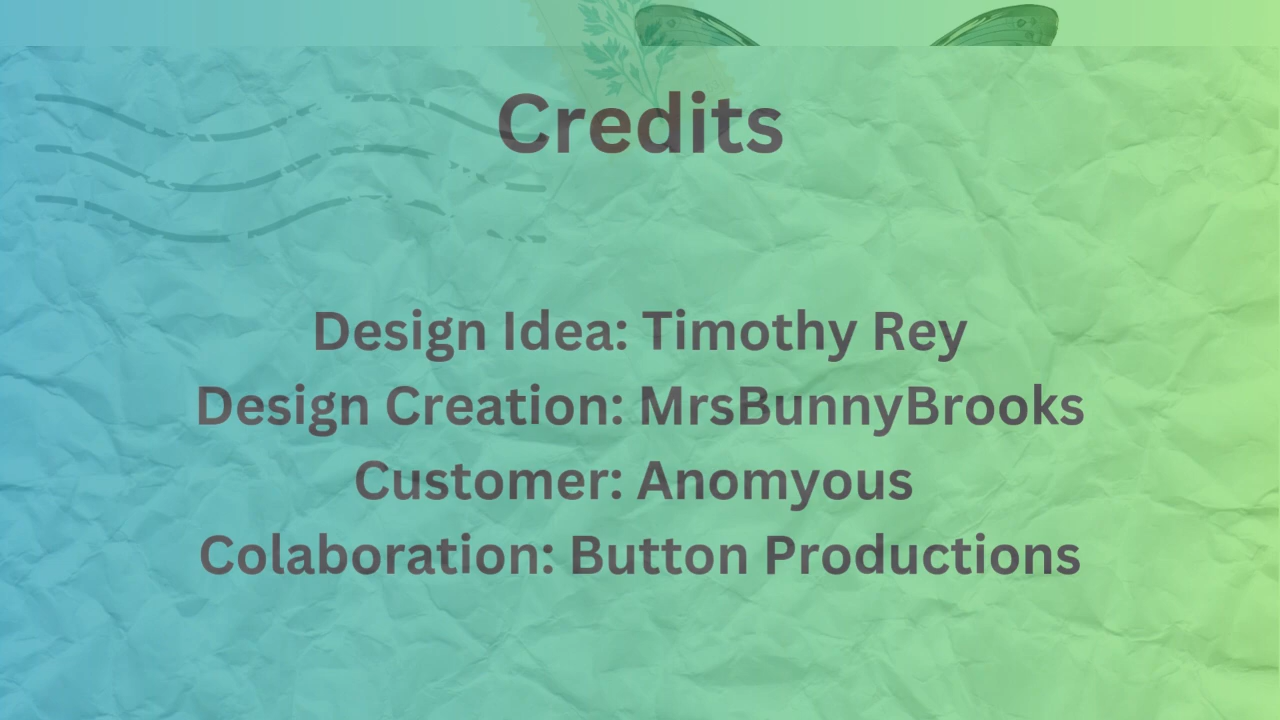 Credits
Design Idea: Timothy Rey
Design Creation: MrsBunnyBrooks
Customer: Anomyous
Colaboration: Button Productions